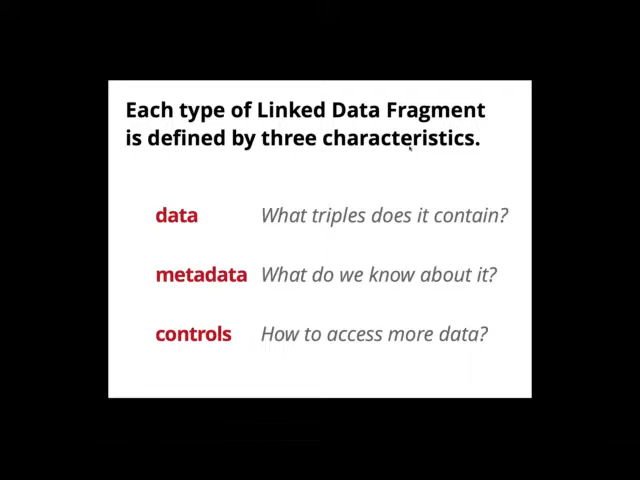 Each type of Linked Data Fragment
is defined by three characteristics.
data What triples does it contain?
metadata What do we know about it?
controls How to access more data?